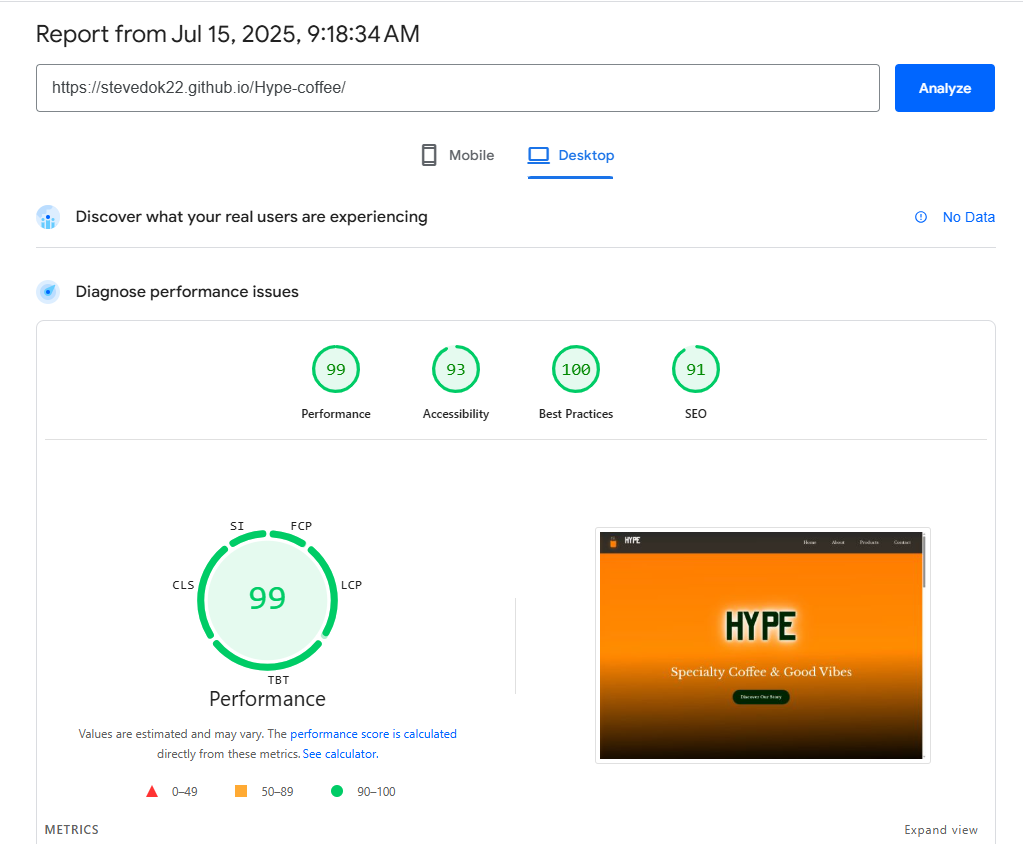 Report from Jul 15, 2025, 9:18:34 AM
https://stevedok22.github.io/Hype-coffee/
Analyze
Mobile
Desktop
Discover what your real users are experiencing
No Data
Diagnose performance issues
99
93
100
91
Performance
Accessibility
Best Practices
SEO
SI
FCP
CLS
LCP
99
TBT
Performance
Values are estimated and may vary. The performance score is calculated
directly from these metrics. See calculator.
0–49
50–89
90–100
HYPE
Home
About
Products
Contact
HYPE
Specialty Coffee & Good Vibes
Discover Our Story
METRICS
Expand view